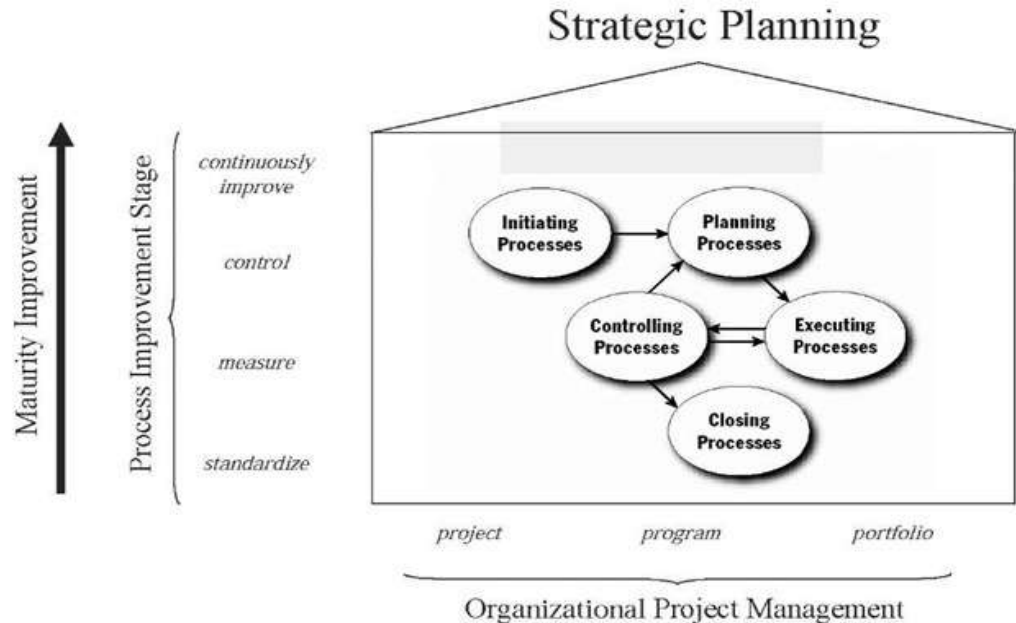 Strategic Planning
Maturity Improvement
Process Improvement Stage
continuously
improve
control
measure
standardize
Initiating
Processes
Planning
Processes
Controlling
Processes
Executing
Processes
Closing
Processes
project
program
portfolio
Organizational Project Management